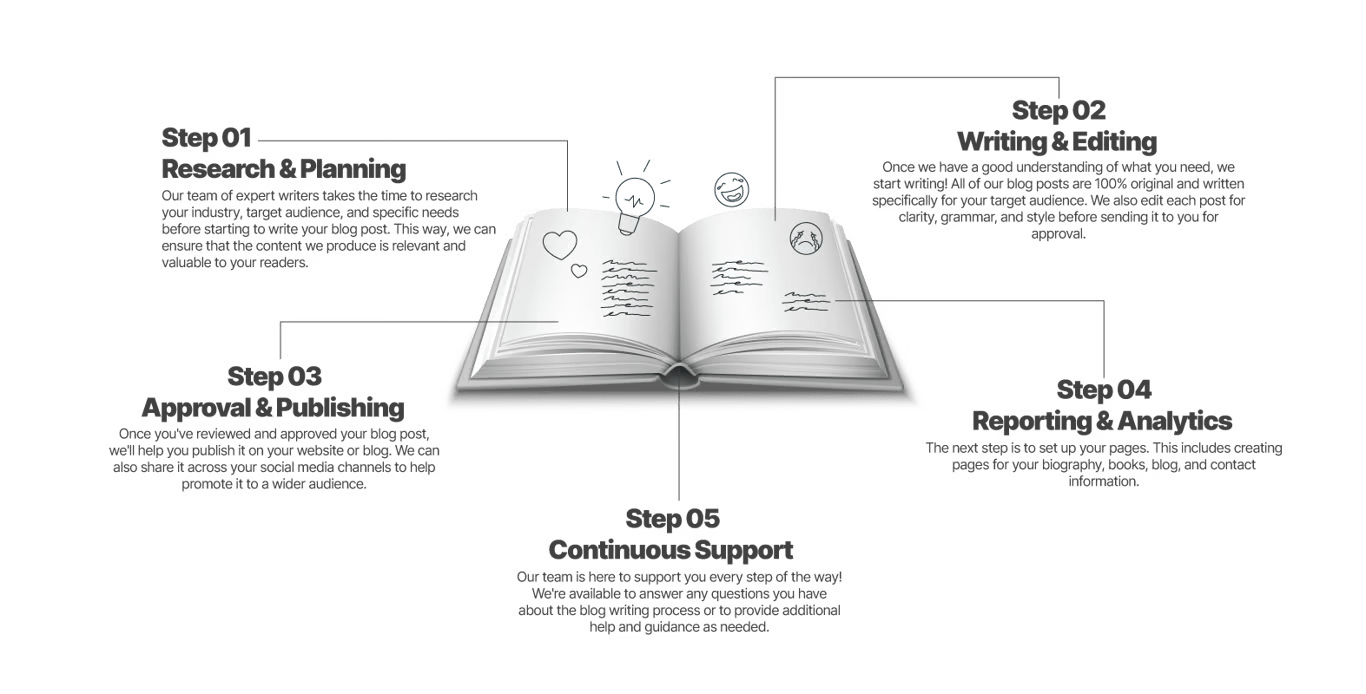 Step 01
Research & Planning
Our team of expert writers takes the time to research
your industry, target audience, and specific needs
before starting to write your blog post. This way, we can
ensure that the content we produce is relevant and
valuable to your readers.
Step 02
Writing & Editing
Once we have a good understanding of what you need, we
start writing! All of our blog posts are 100% original and written
specifically for your target audience. We also edit each post for
clarity, grammar, and style before sending it to you for
approval.
Step 03
Approval & Publishing
Once you've reviewed and approved your blog post,
we'll help you publish it on your website or blog. We can
also share it across your social media channels to help
promote it to a wider audience.
Step 04
Reporting & Analytics
The next step is to set up your pages. This includes creating
pages for your biography, books, blog, and contact
information.
Step 05
Continuous Support
Our team is here to support you every step of the way!
We're available to answer any questions you have
about the blog writing process or to provide additional
help and guidance as needed.